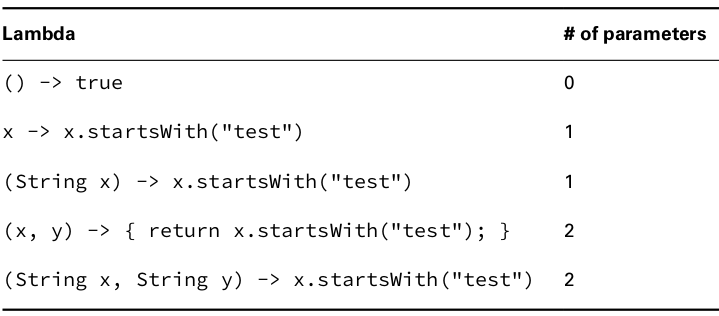 Lambda # of parameters
() -> true 0
x -> x.startsWith("test") 1
(String x) -> x.startsWith("test") 1
(x, y) -> { return x.startsWith("test"); } 2
(String x, String y) -> x.startsWith("test") 2